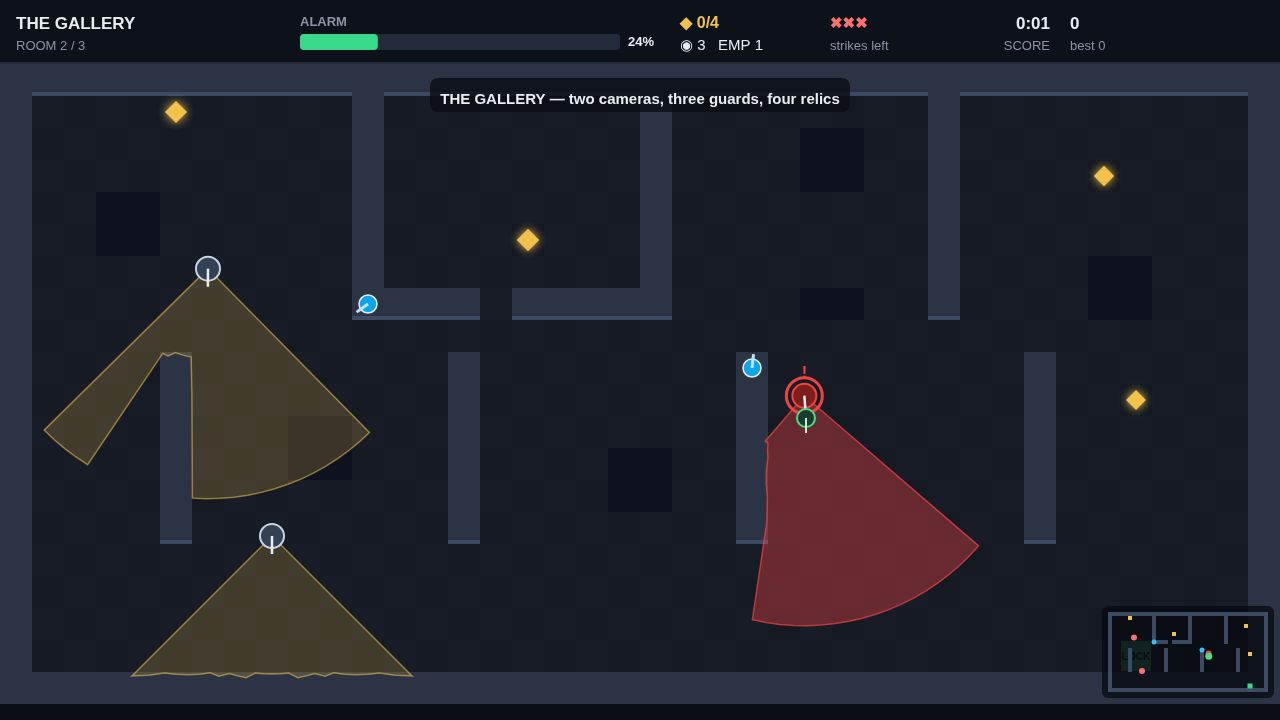 THE GALLERY
ROOM 2 / 3
ALARM
24%
◆ 0/4
◉ 3 EMP 1
✖✖✖
strikes left
0:01
SCORE
0
best 0
THE GALLERY — two cameras, three guards, four relics
!